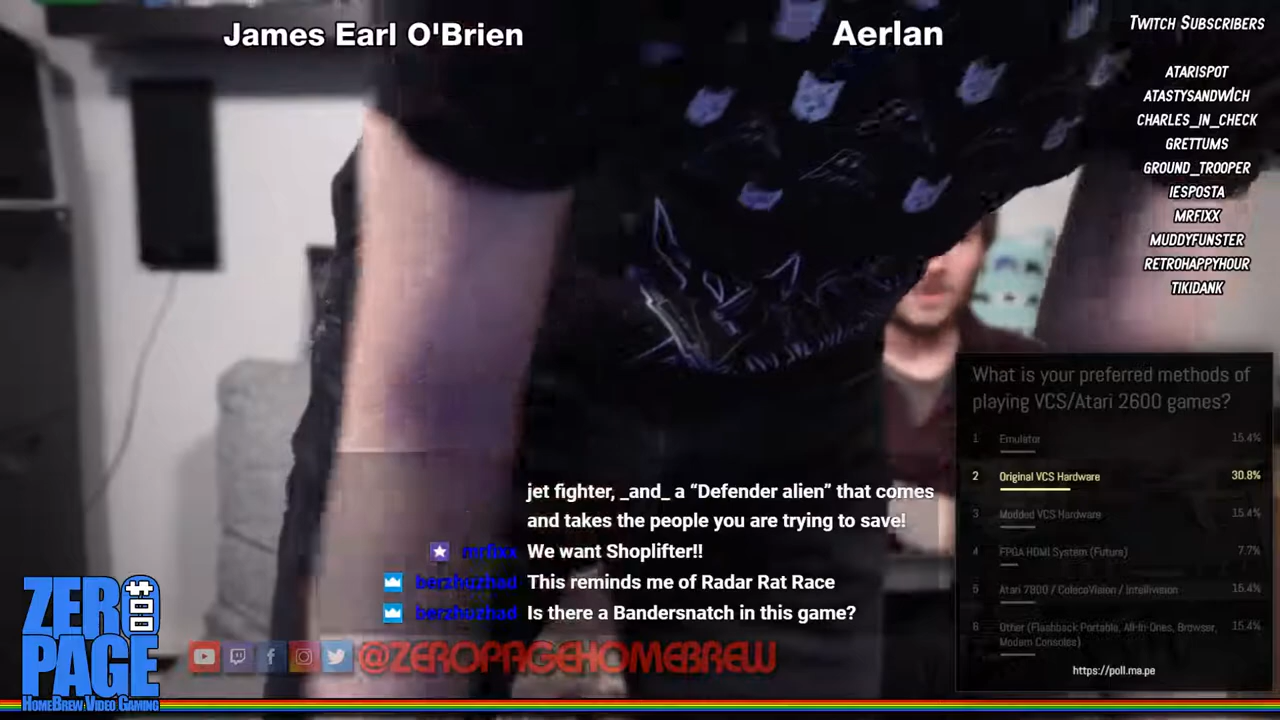 James Earl O'Brien
Aerlan
Twitch Subscribers
ATARISPOT
ATASTYSANDWICH
CHARLES_IN_CHECK
GRETTUMS
GROUND_TROOPER
IESPOSTA
MRFIXX
MUDDYFUNSTER
RETROHAPPYHOUR
TIKIDANK
What is your preferred methods of
playing VCS/Atari 2600 games?
1 Emulator 15.4%
2 Original VCS Hardware 30.8%
3 Modded VCS Hardware 15.4%
4 FPGA HDMI System (Future) 7.7%
5 Atari 7800 / ColecoVision / Intellivision 15.4%
6 Other (Flashback Portable, All-In-Ones, Browser, 15.4%
Modern Consoles)
https://poll.ma.pe
jet fighter, _and_ a “Defender alien” that comes
and takes the people you are trying to save!
mrfixx We want Shoplifter!!
berzhuzhad This reminds me of Radar Rat Race
berzhuzhad Is there a Bandersnatch in this game?
@ZEROPAGEHOMEBREW
ZERO
PAGE
HOMEBREW VIDEO GAMING